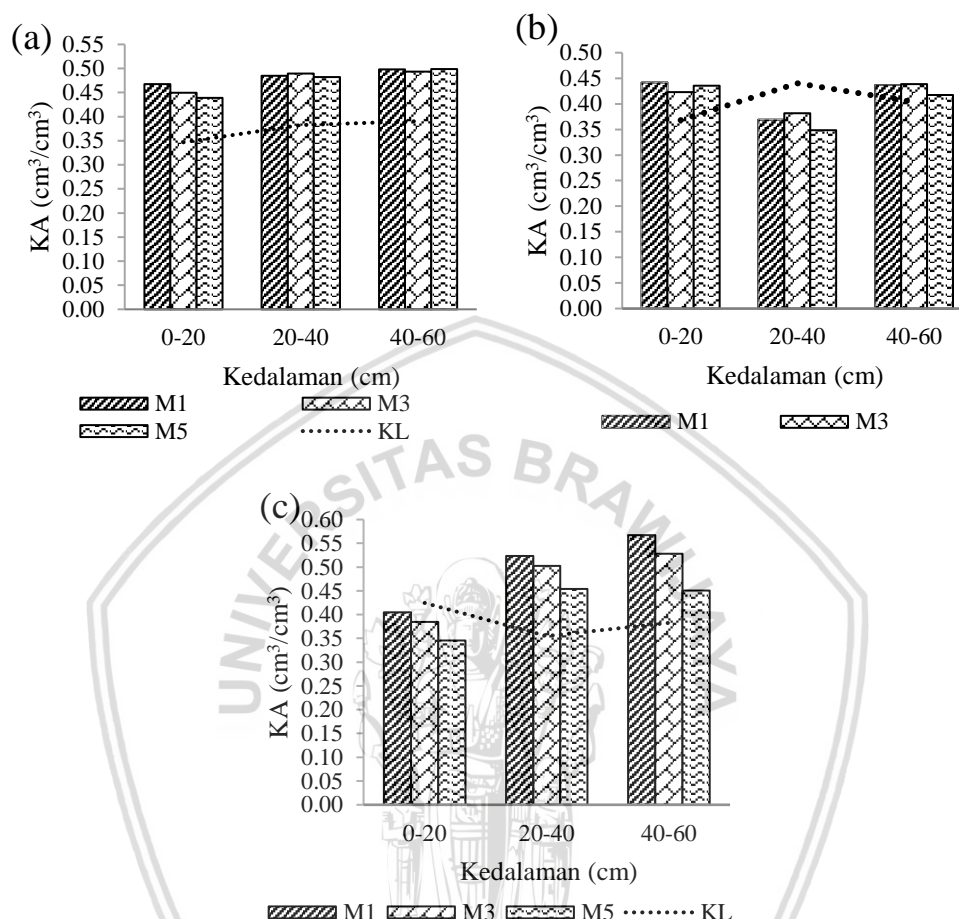 (a)
KA (cm³/cm³)
0.55
0.50
0.45
0.40
0.35
0.30
0.25
0.20
0.15
0.10
0.05
0.00
0-20 20-40 40-60
Kedalaman (cm)
M1 M3
M5 KL
(b)
KA (cm³/cm³)
0.50
0.45
0.40
0.35
0.30
0.25
0.20
0.15
0.10
0.05
0.00
0-20 20-40 40-60
Kedalaman (cm)
M1 M3
(c)
KA (cm³/cm³)
0.60
0.55
0.50
0.45
0.40
0.35
0.30
0.25
0.20
0.15
0.10
0.05
0.00
0-20 20-40 40-60
Kedalaman (cm)
M1 M3 M5 KL
UNIVERSITAS BRAWIJAYA